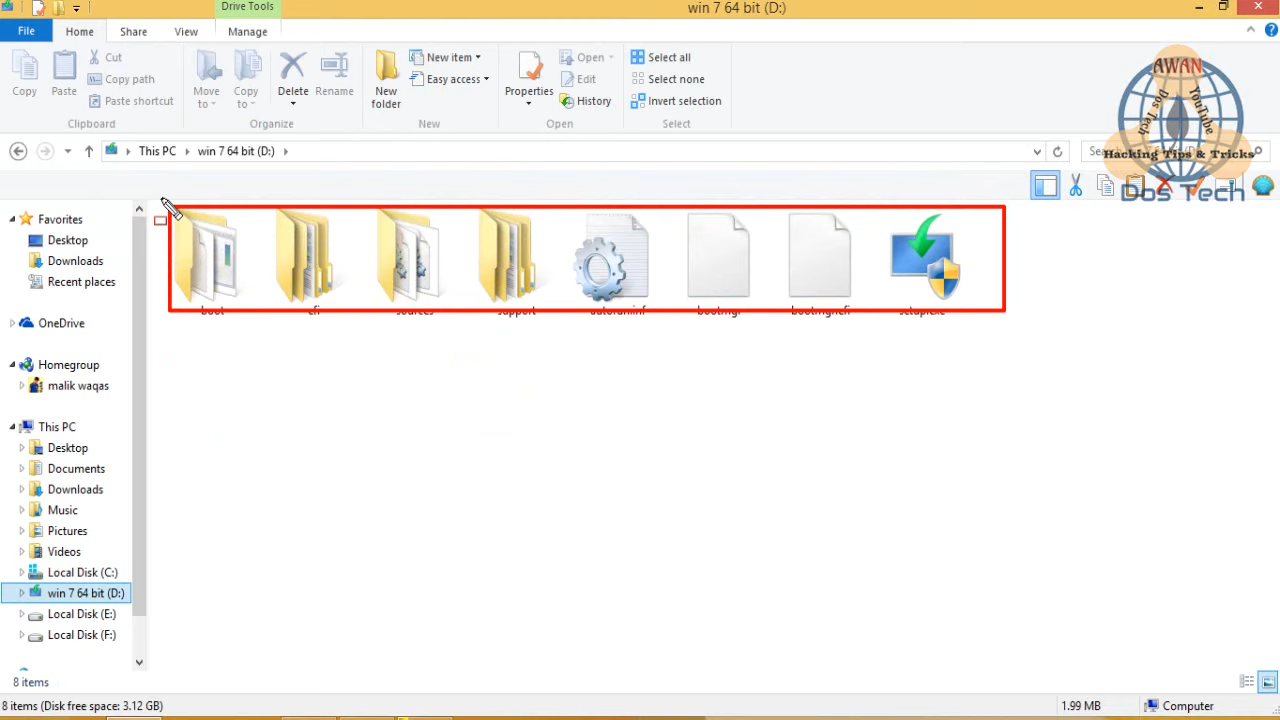 Drive Tools
win 7 64 bit (D:)
File Home Share View Manage
Copy
Paste
Cut
Copy path
Paste shortcut
Clipboard
Move to
Copy to
Delete
Rename
Organize
New folder
New item
Easy access
New
Properties
Open
Edit
History
Open
Select all
Select none
Invert selection
Select
AWAN
Dos Tech
YouTube
Hacking Tips & Tricks
Dos Tech
This PC win 7 64 bit (D:)
Favorites
Desktop
Downloads
Recent places
OneDrive
Homegroup
malik waqas
This PC
Desktop
Documents
Downloads
Music
Pictures
Videos
Local Disk (C:)
win 7 64 bit (D:)
Local Disk (E:)
Local Disk (F:)
boot
efi
sources
support
autorun.inf
bootmgr
bootmgr.efi
setup.exe
8 items
8 items (Disk free space: 3.12 GB)
1.99 MB
Computer